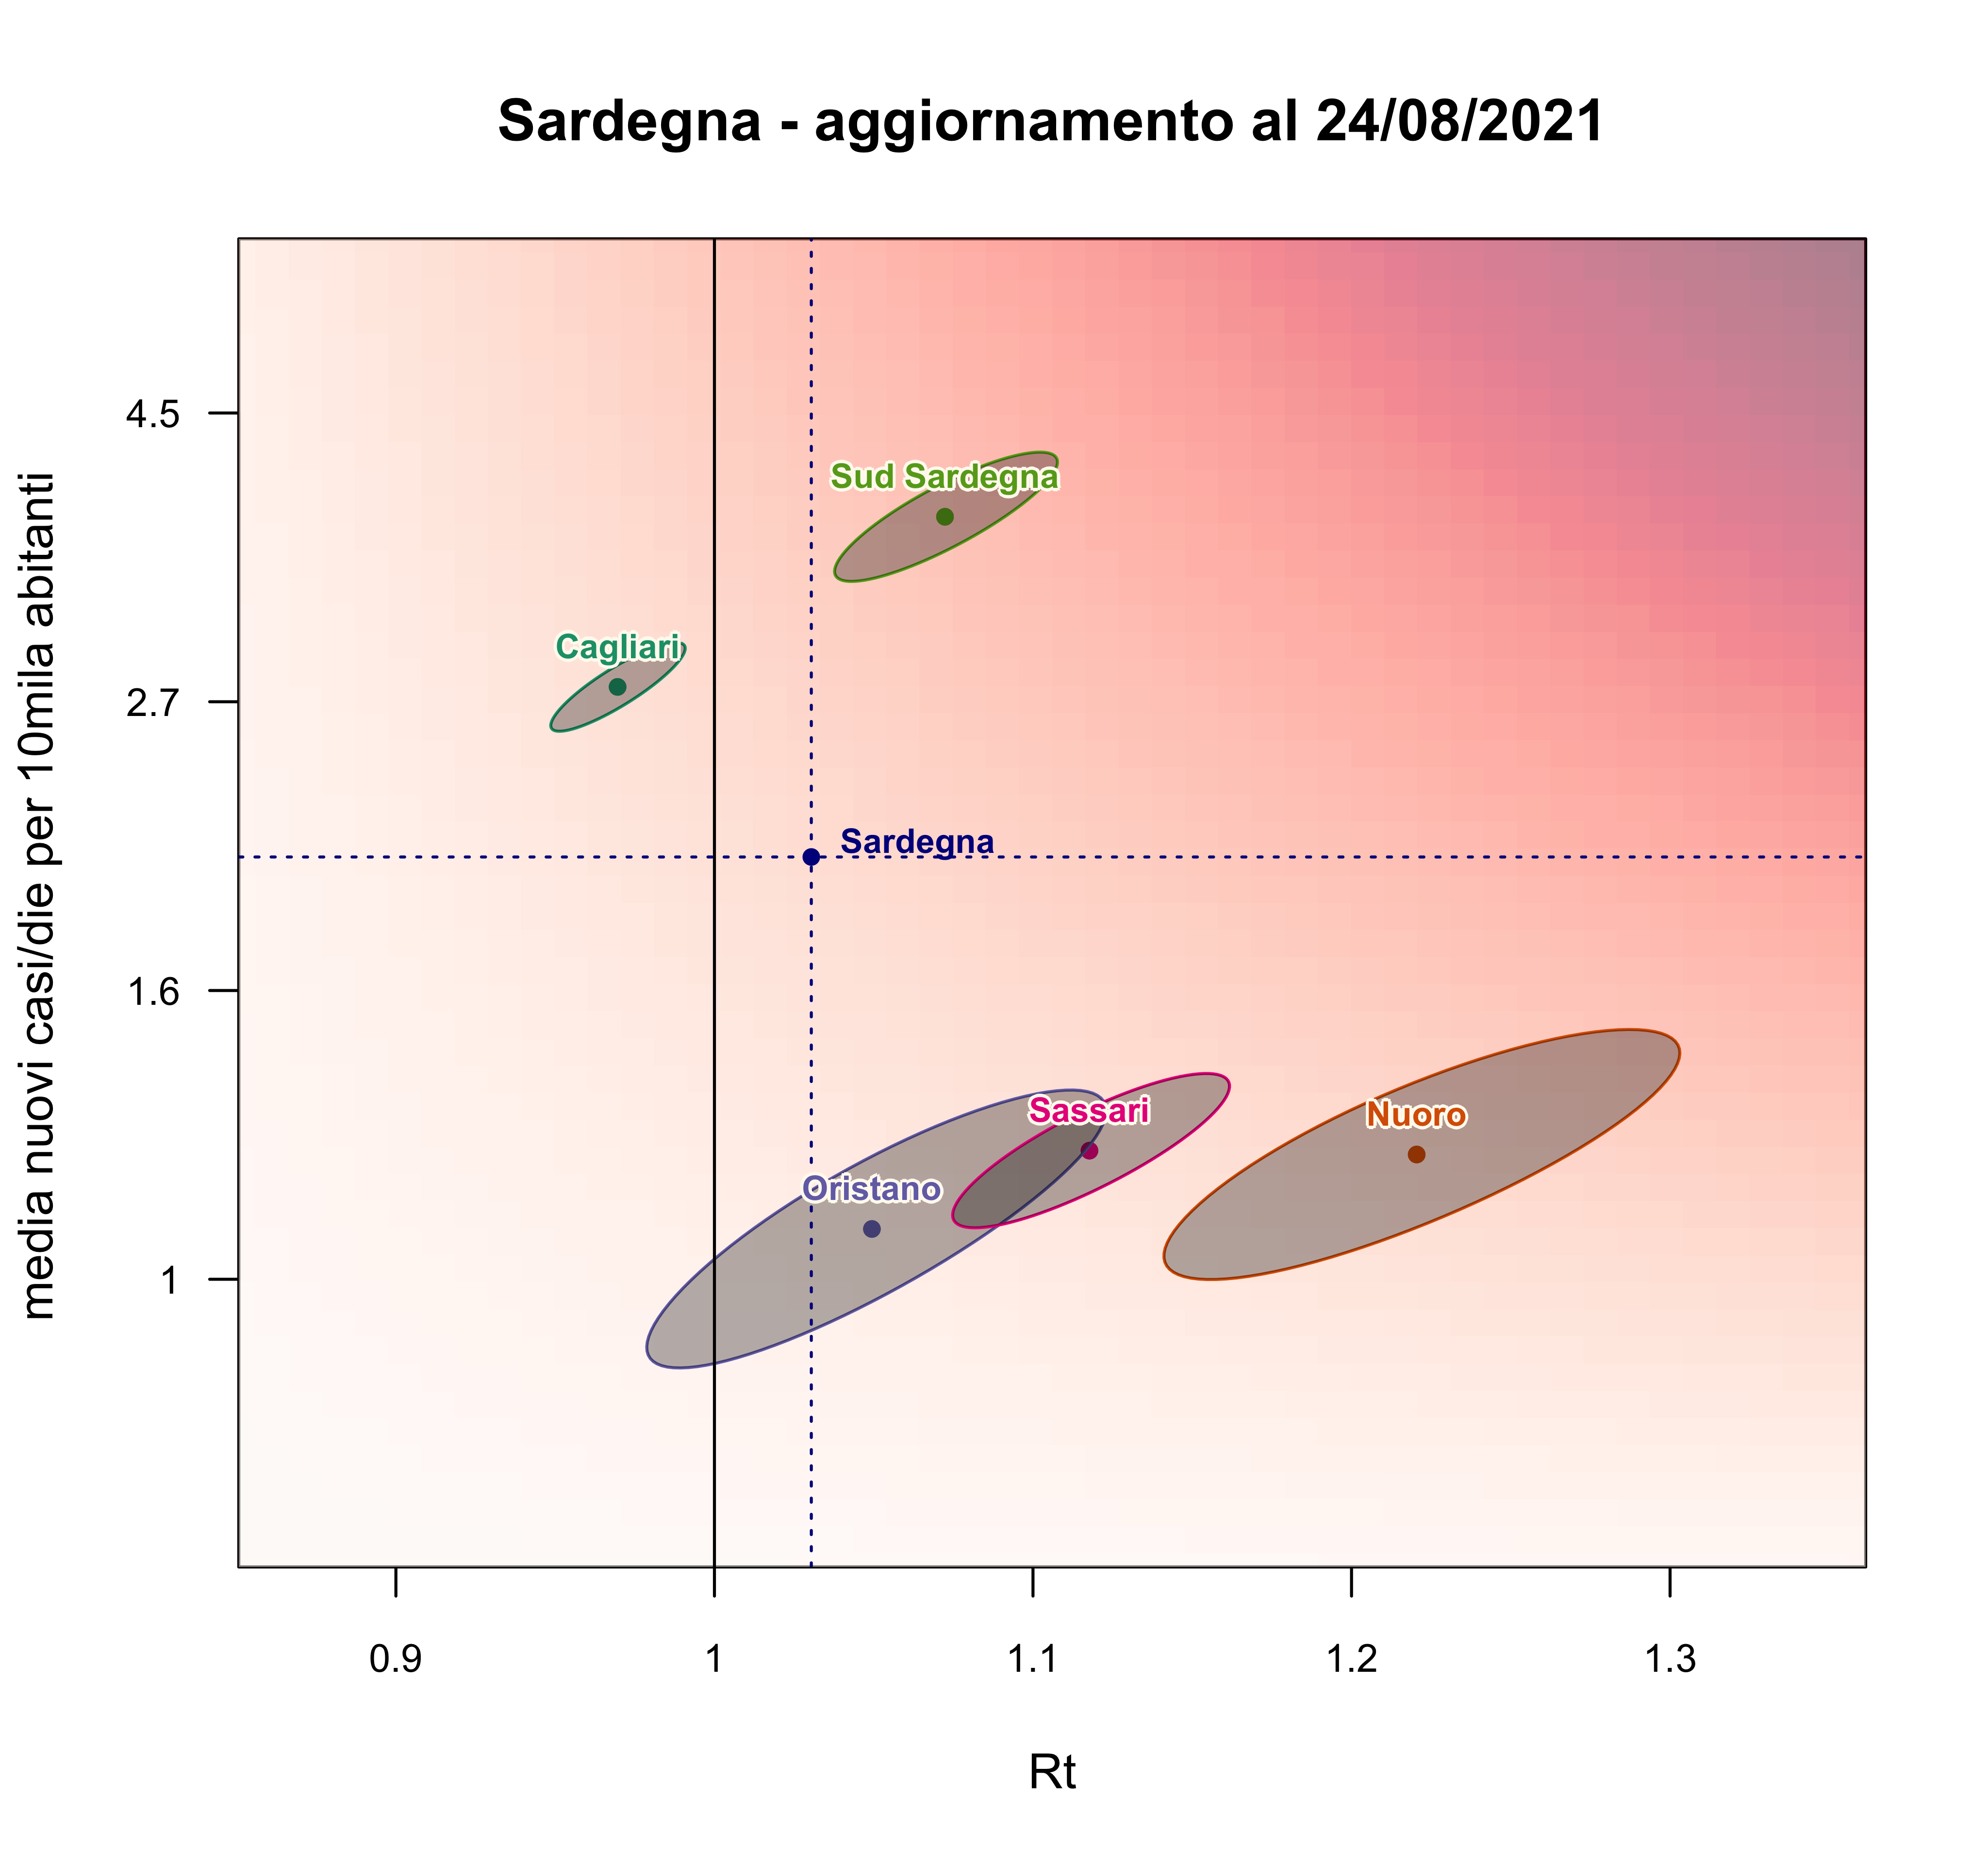 Sardegna - aggiornamento al 24/08/2021
media nuovi casi/die per 10mila abitanti
4.5
2.7
1.6
1
Sud Sardegna
Cagliari
Sardegna
Sassari
Nuoro
Oristano
0.9 1 1.1 1.2 1.3
Rt